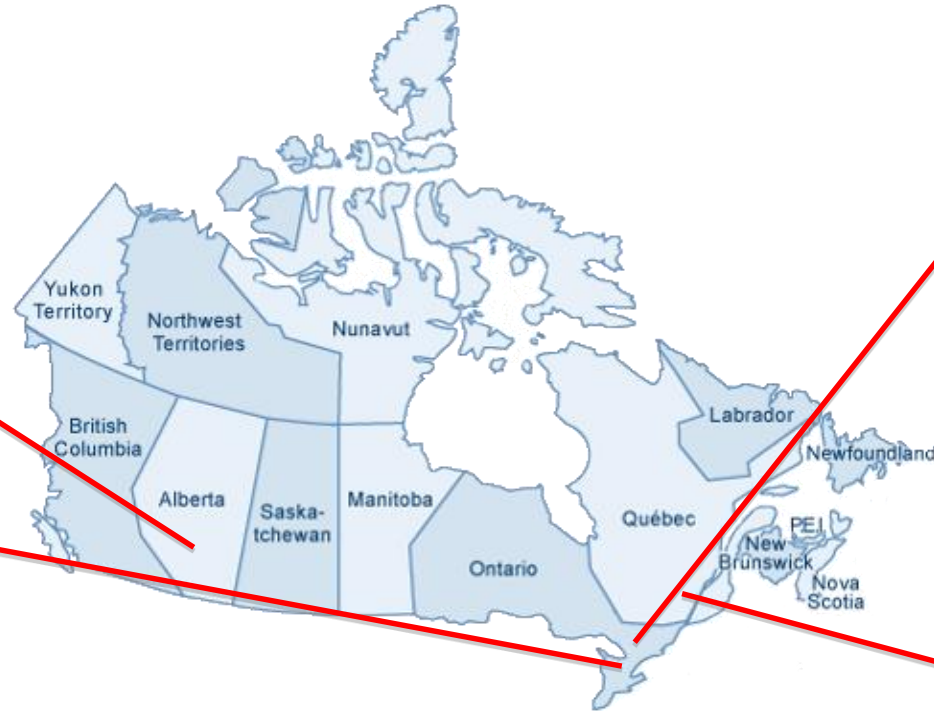 Yukon
Territory
Northwest
Territories
Nunavut
British
Columbia
Alberta
Saska-
tchewan
Manitoba
Ontario
Québec
Labrador
Newfoundland
PEI
New
Brunswick
Nova
Scotia